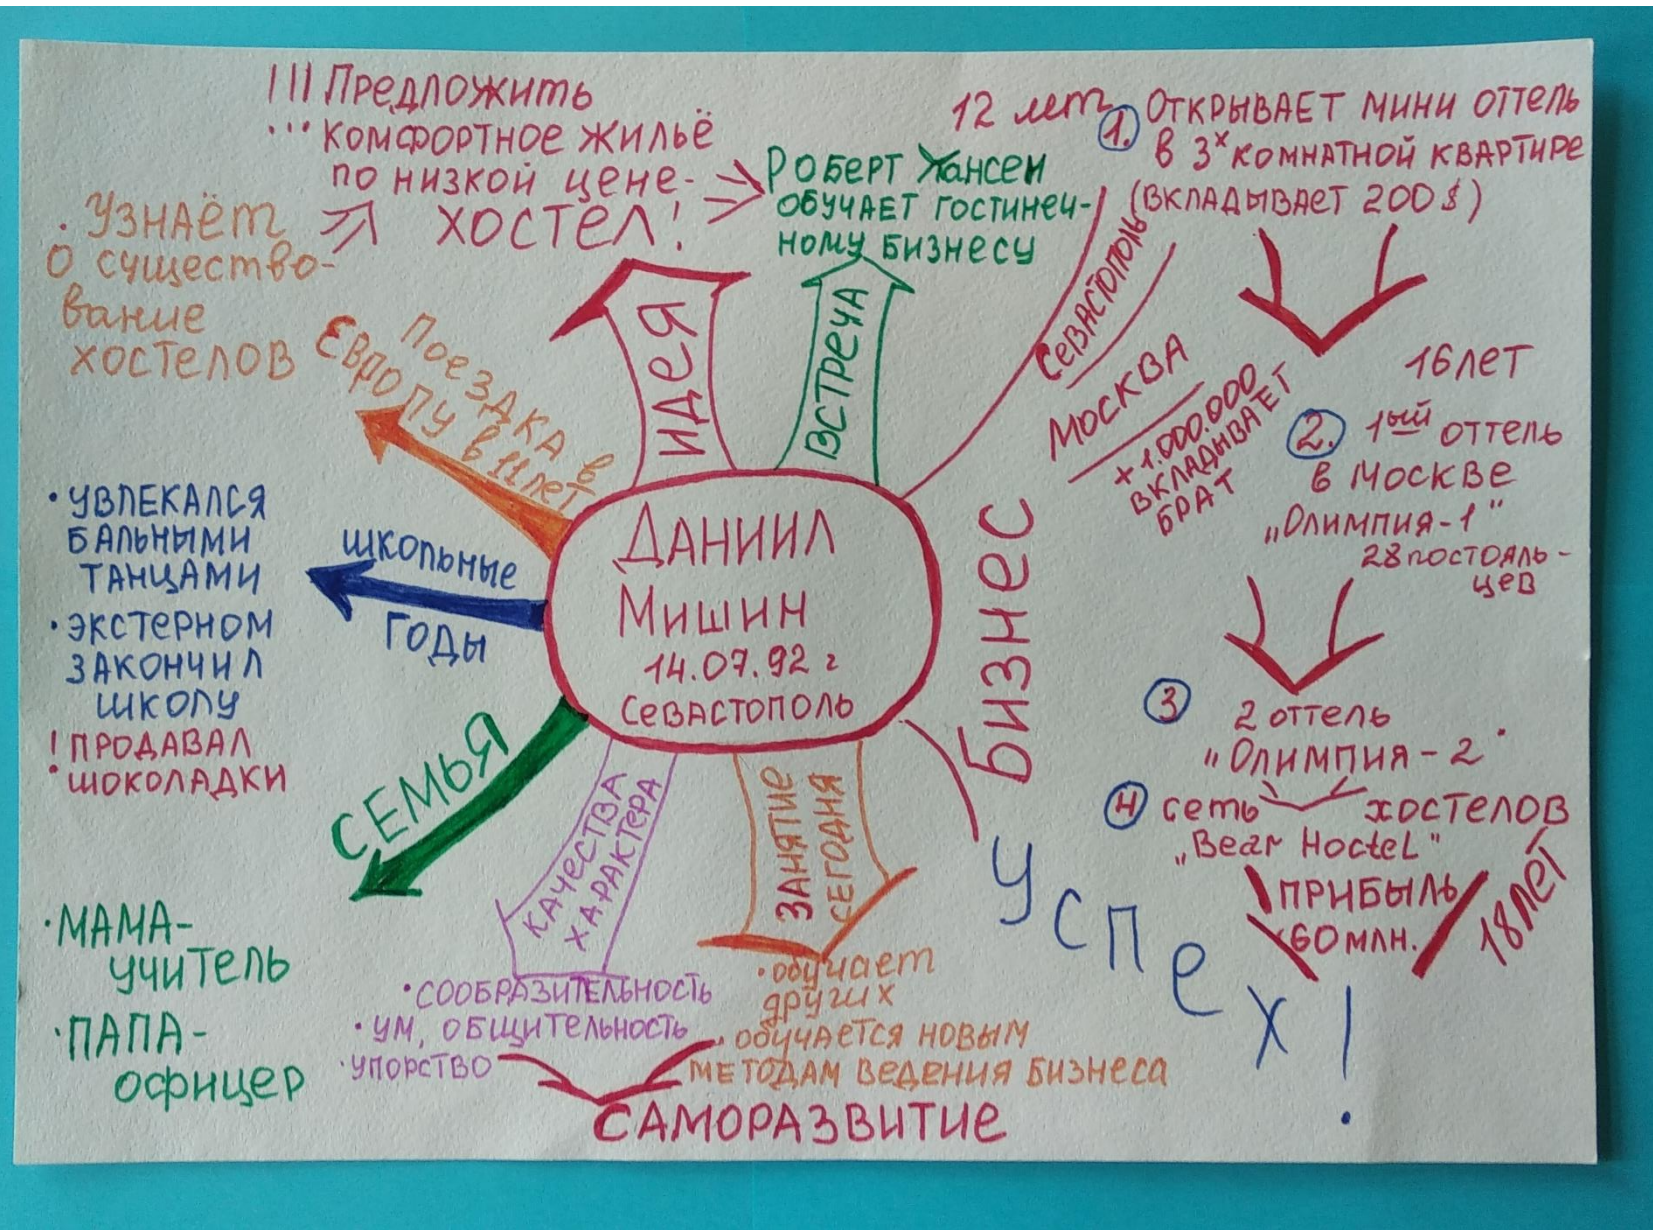 !!! Предложить
комфортное жильё
по низкой цене-
хостел!
Роберт Хансен
обучает гостинеч-
ному бизнесу
12 лет
1. Открывает мини оттель
в 3х комнатной квартире
(вкладывает 200 $)
· Узнаёт
о существо-
вание
хостелов
Поездка в
Европу в 11 лет
Идея
Встреча
Севастополь
Москва
+1.000.000
вкладывает
брат
16 лет
2. 1ый оттель
в Москве
„Олимпия-1"
28 постояль-
цев
· Увлекался
бальными
танцами
· Экстерном
закончил
школу
! Продавал
шоколадки
школьные
годы
Даниил
Мишин
14.07.92 г
Севастополь
Бизнес
3 2 оттель
„Олимпия-2"
4 сеть хостелов
„Bear Hoctel"
прибыль
60 млн.
18 лет
Семья
· Мама-
учитель
· Папа-
офицер
качества
характера
· сообразительность
· ум, общительность
· упорство
занятие
сегодня
· обучает
других
· обучается новым
методам ведения бизнеса
саморазвитие
Успех!